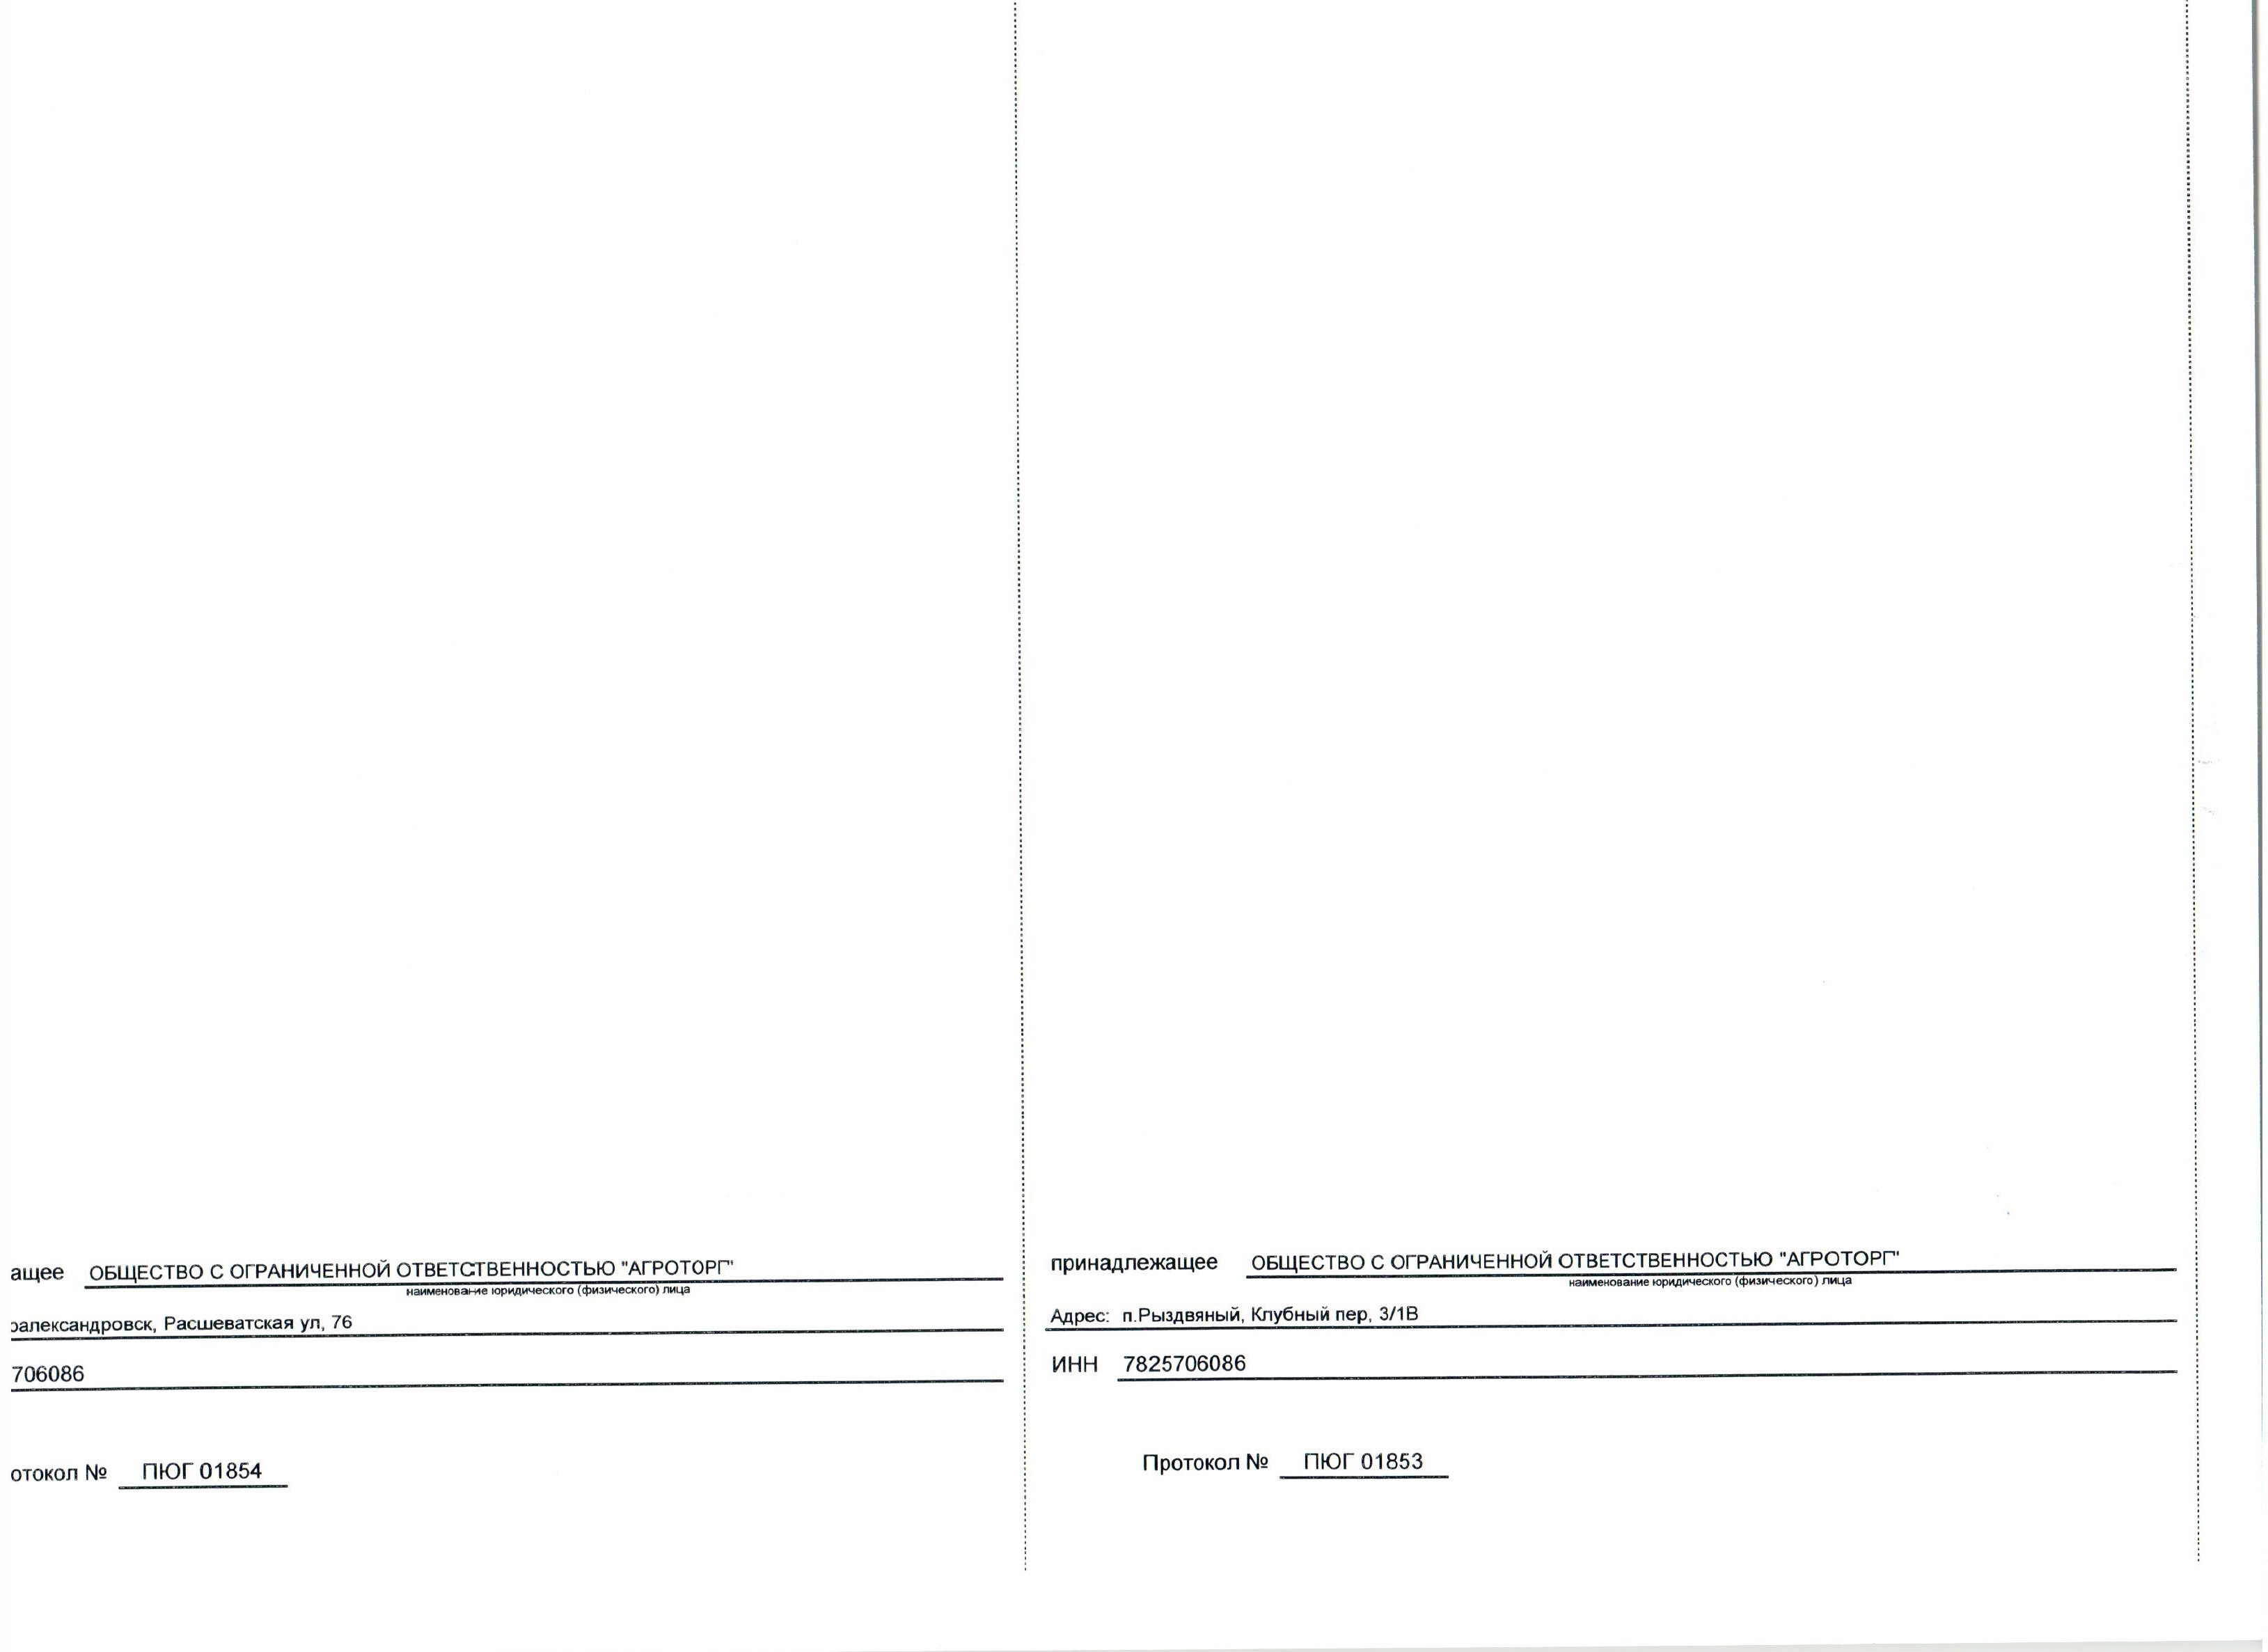 ащее ОБЩЕСТВО С ОГРАНИЧЕННОЙ ОТВЕТСТВЕННОСТЬЮ "АГРОТОРГ"
наименование юридического (физического) лица
ралександровск, Расшеватская ул, 76
706086
отокол № ПЮГ 01854
принадлежащее ОБЩЕСТВО С ОГРАНИЧЕННОЙ ОТВЕТСТВЕННОСТЬЮ "АГРОТОРГ"
наименование юридического (физического) лица
Адрес: п.Рыздвяный, Клубный пер, 3/1В
ИНН 7825706086
Протокол № ПЮГ 01853